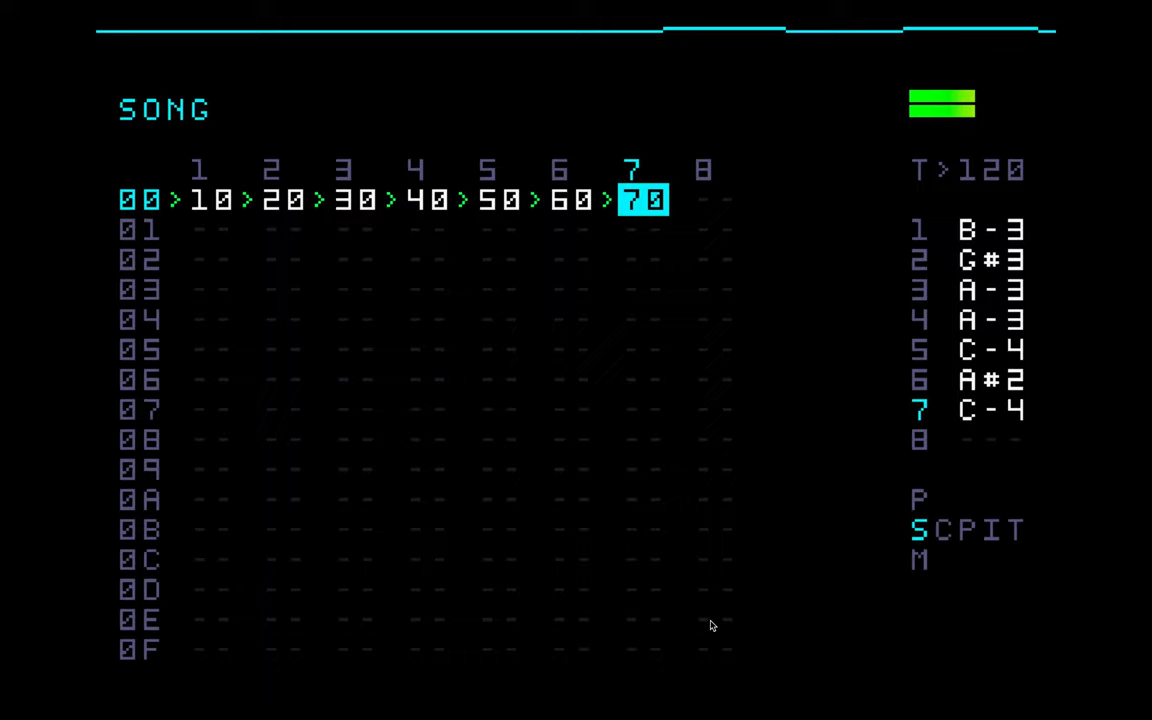 SONG
1 2 3 4 5 6 7 8 T>120
00>10>20>30>40>50>60>70 --
01 -- -- -- -- -- -- -- -- 1 B-3
02 -- -- -- -- -- -- -- -- 2 G#3
03 -- -- -- -- -- -- -- -- 3 A-3
04 -- -- -- -- -- -- -- -- 4 A-3
05 -- -- -- -- -- -- -- -- 5 C-4
06 -- -- -- -- -- -- -- -- 6 A#2
07 -- -- -- -- -- -- -- -- 7 C-4
08 -- -- -- -- -- -- -- -- 8 ---
09 -- -- -- -- -- -- -- --
0A -- -- -- -- -- -- -- -- P
0B -- -- -- -- -- -- -- -- SCPIT
0C -- -- -- -- -- -- -- -- M
0D -- -- -- -- -- -- -- --
0E -- -- -- -- -- -- -- --
0F -- -- -- -- -- -- -- --